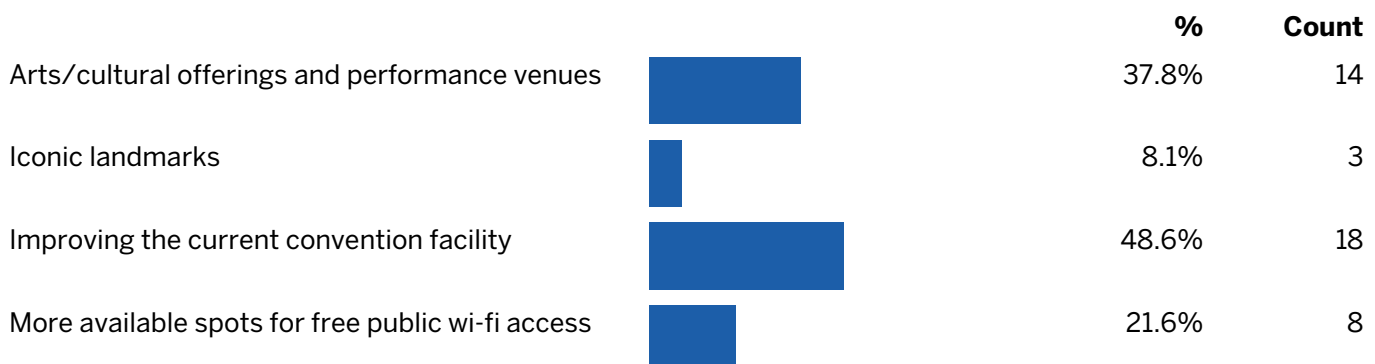 % Count
Arts/cultural offerings and performance venues 37.8% 14
Iconic landmarks 8.1% 3
Improving the current convention facility 48.6% 18
More available spots for free public wi-fi access 21.6% 8